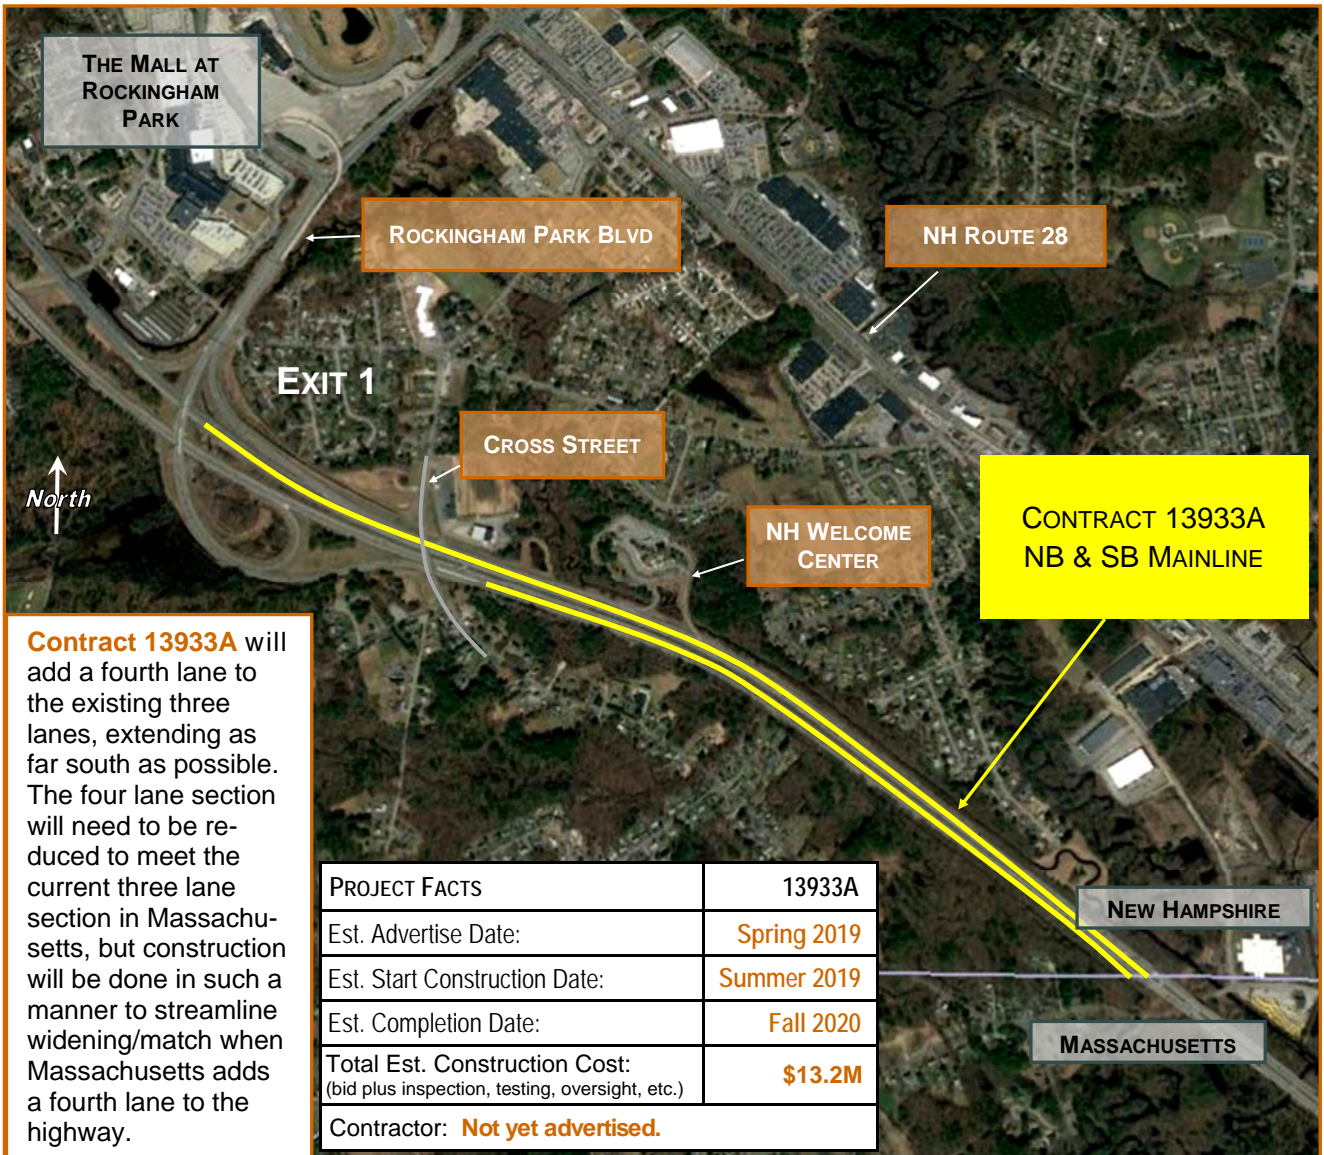 THE MALL AT
ROCKINGHAM
PARK
ROCKINGHAM PARK BLVD
NH ROUTE 28
EXIT 1
CROSS STREET
North
NH WELCOME
CENTER
CONTRACT 13933A
NB & SB MAINLINE
Contract 13933A will
add a fourth lane to
the existing three
lanes, extending as
far south as possible.
The four lane section
will need to be re-
duced to meet the
current three lane
section in Massachu-
setts, but construction
will be done in such a
manner to streamline
widening/match when
Massachusetts adds
a fourth lane to the
highway.
PROJECT FACTS 13933A
Est. Advertise Date: Spring 2019
Est. Start Construction Date: Summer 2019
Est. Completion Date: Fall 2020
Total Est. Construction Cost: $13.2M
(bid plus inspection, testing, oversight, etc.)
Contractor: Not yet advertised.
NEW HAMPSHIRE
MASSACHUSETTS